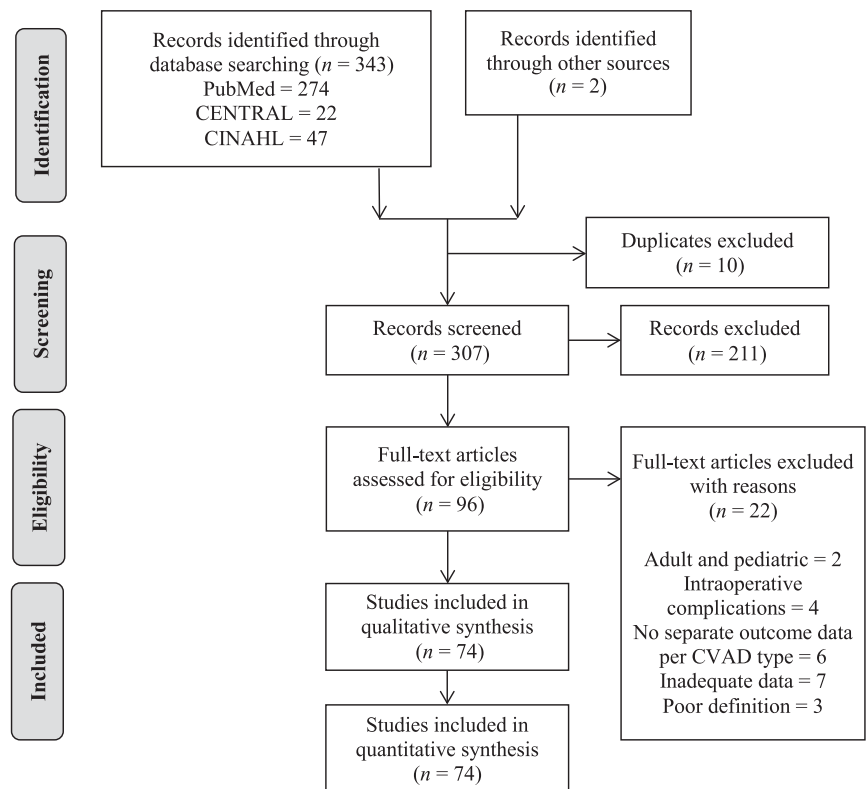 Identification
Records identified through
database searching (n = 343)
PubMed = 274
CENTRAL = 22
CINAHL = 47
Records identified
through other sources
(n = 2)
Screening
Duplicates excluded
(n = 10)
Records screened
(n = 307)
Records excluded
(n = 211)
Eligibility
Full-text articles
assessed for eligibility
(n = 96)
Full-text articles excluded
with reasons
(n = 22)
Adult and pediatric = 2
Intraoperative
complications = 4
No separate outcome data
per CVAD type = 6
Inadequate data = 7
Poor definition = 3
Included
Studies included in
qualitative synthesis
(n = 74)
Studies included in
quantitative synthesis
(n = 74)